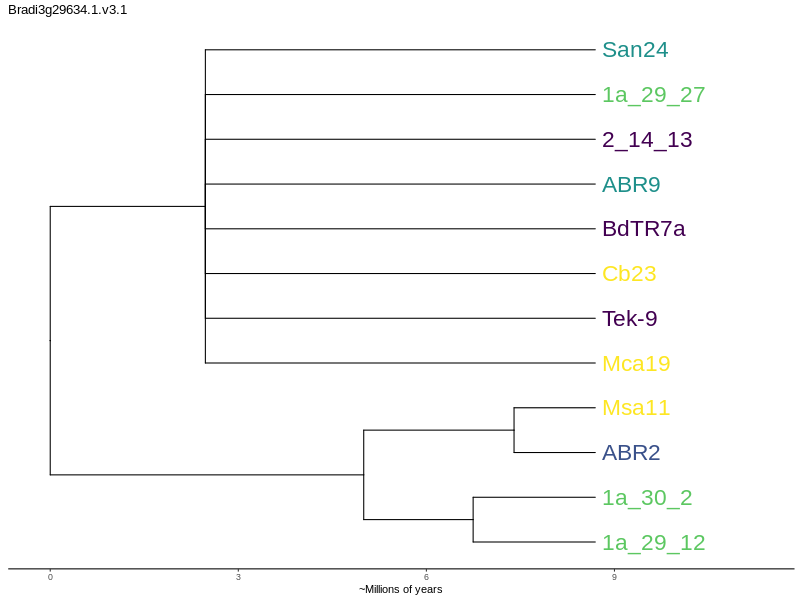 Bradi3g29634.1.v3.1
San24
1a_29_27
2_14_13
ABR9
BdTR7a
Cb23
Tek-9
Mca19
Msa11
ABR2
1a_30_2
1a_29_12
0 3 6 9
~Millions of years